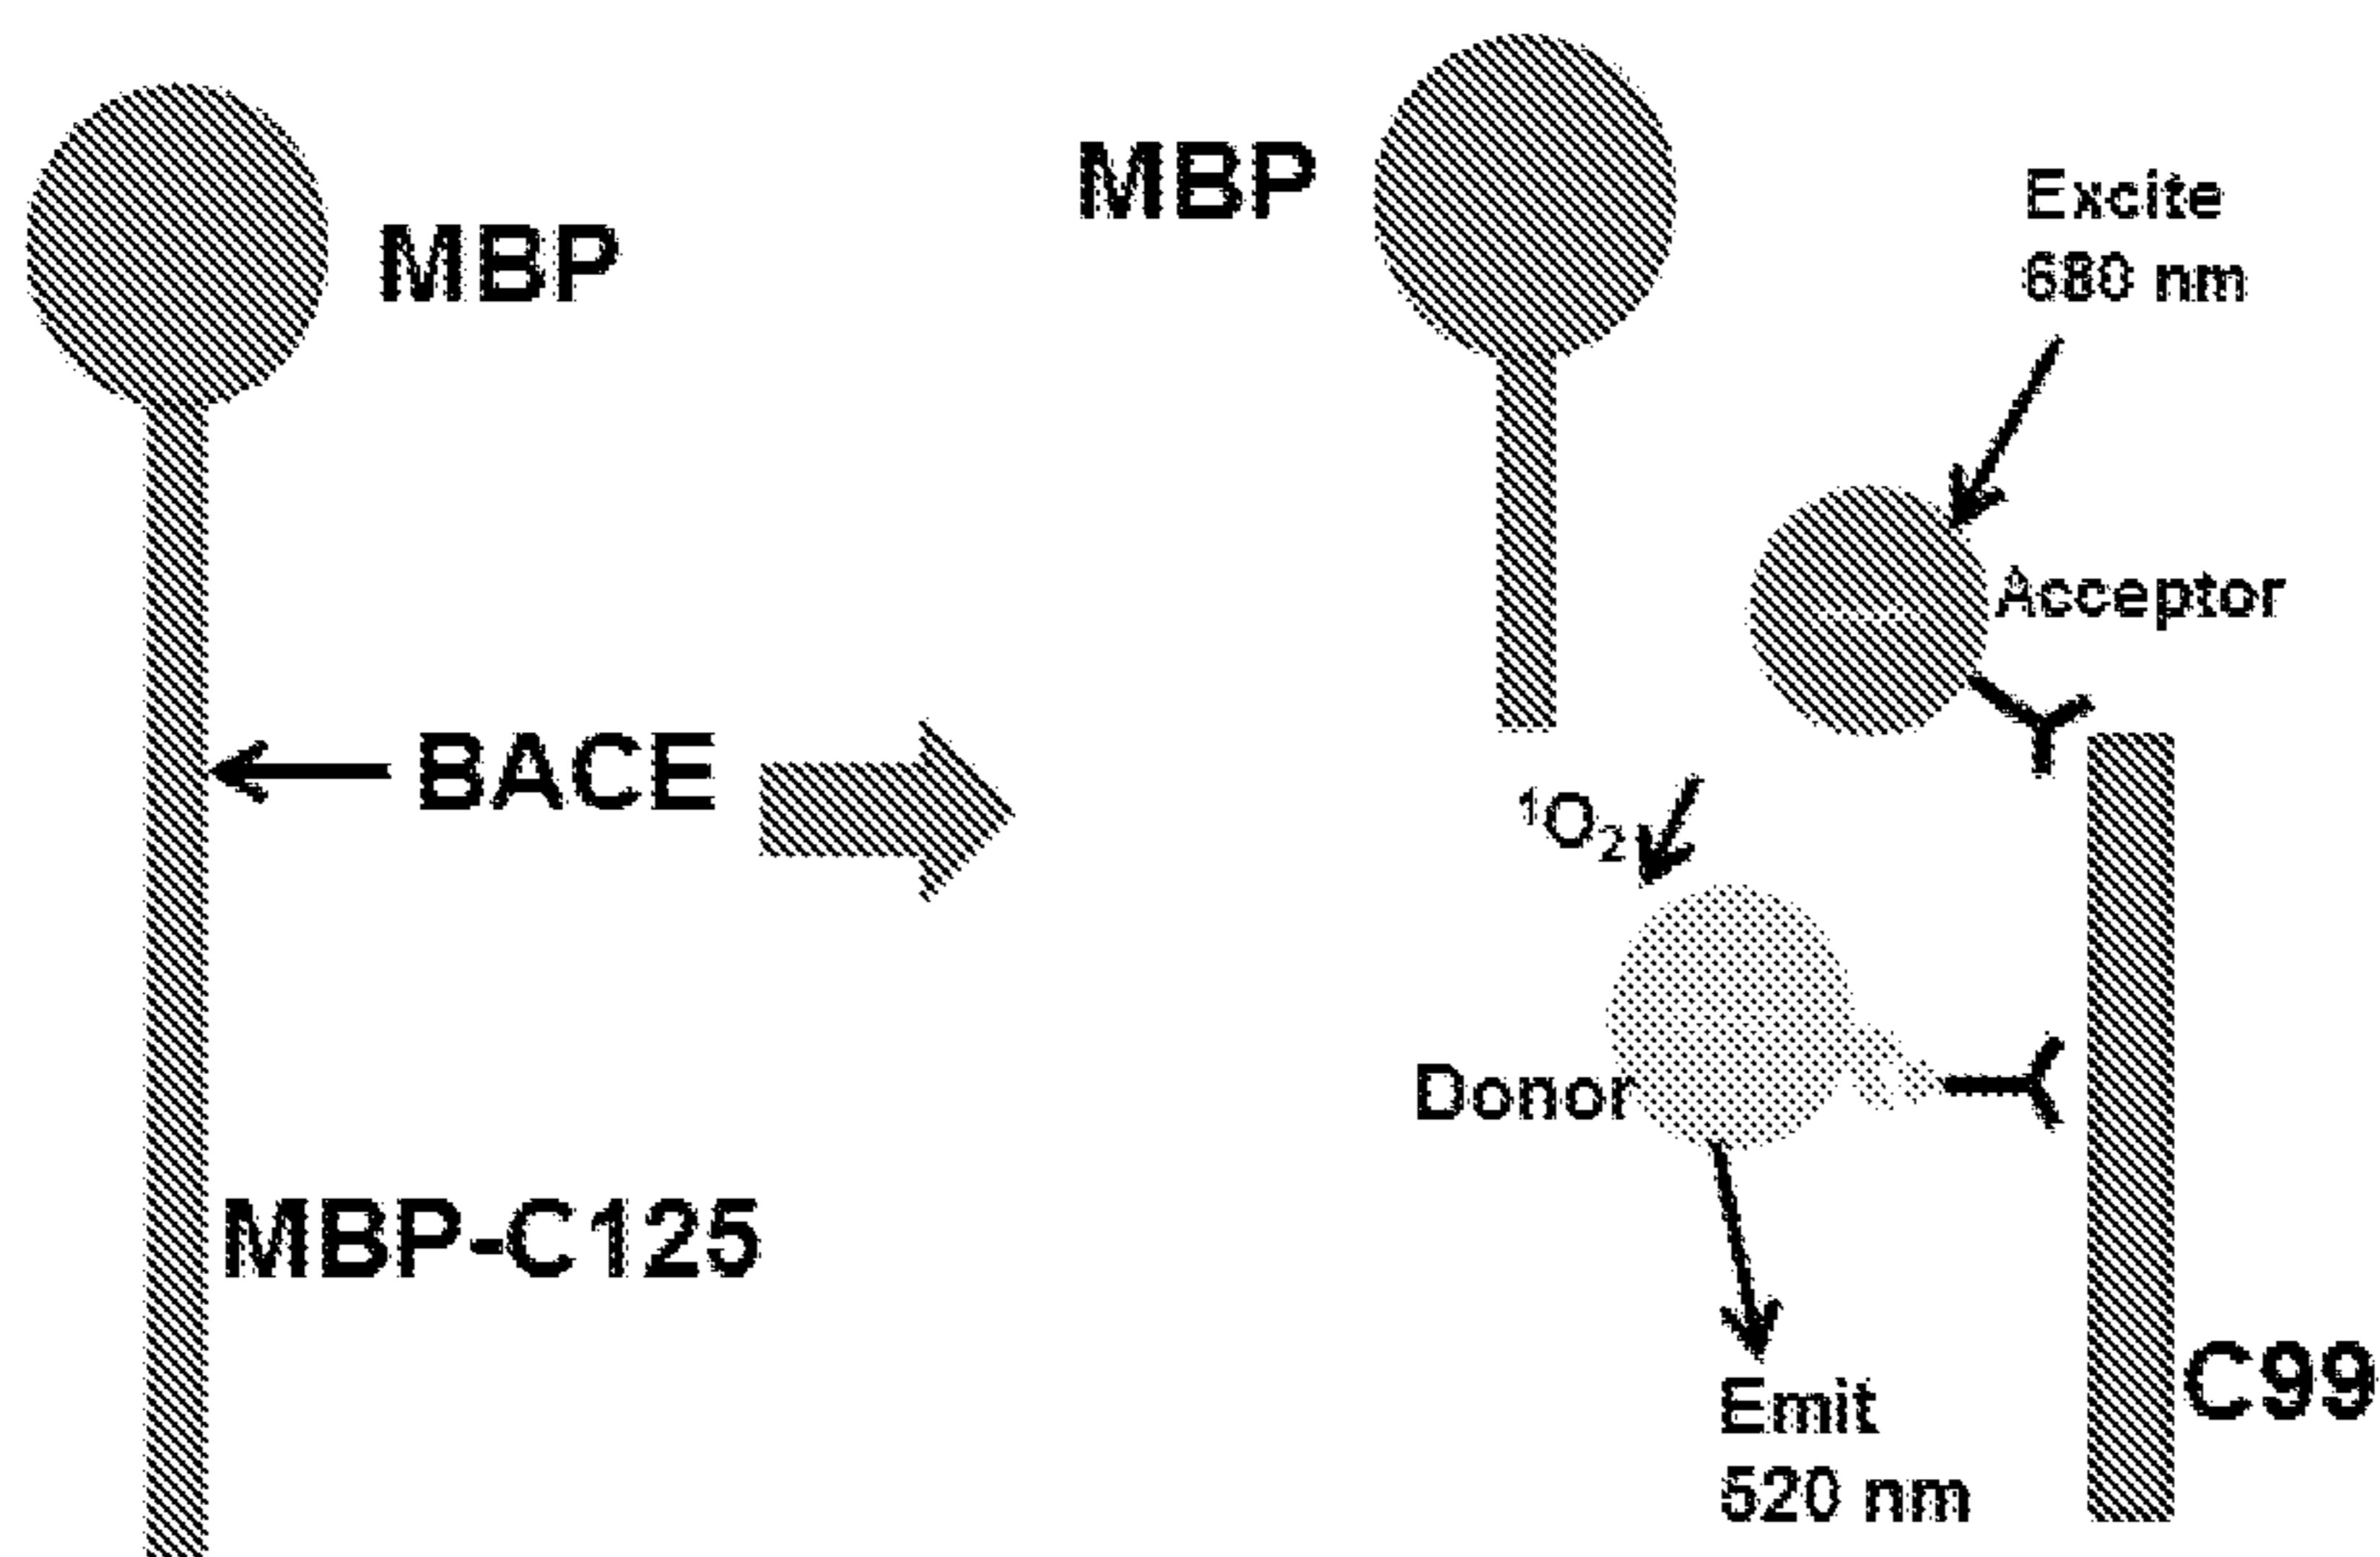 MBP
MBP
Excite
680 nm
Acceptor
BACE
¹O₂
Donor
MBP-C125
Emit
520 nm
C99